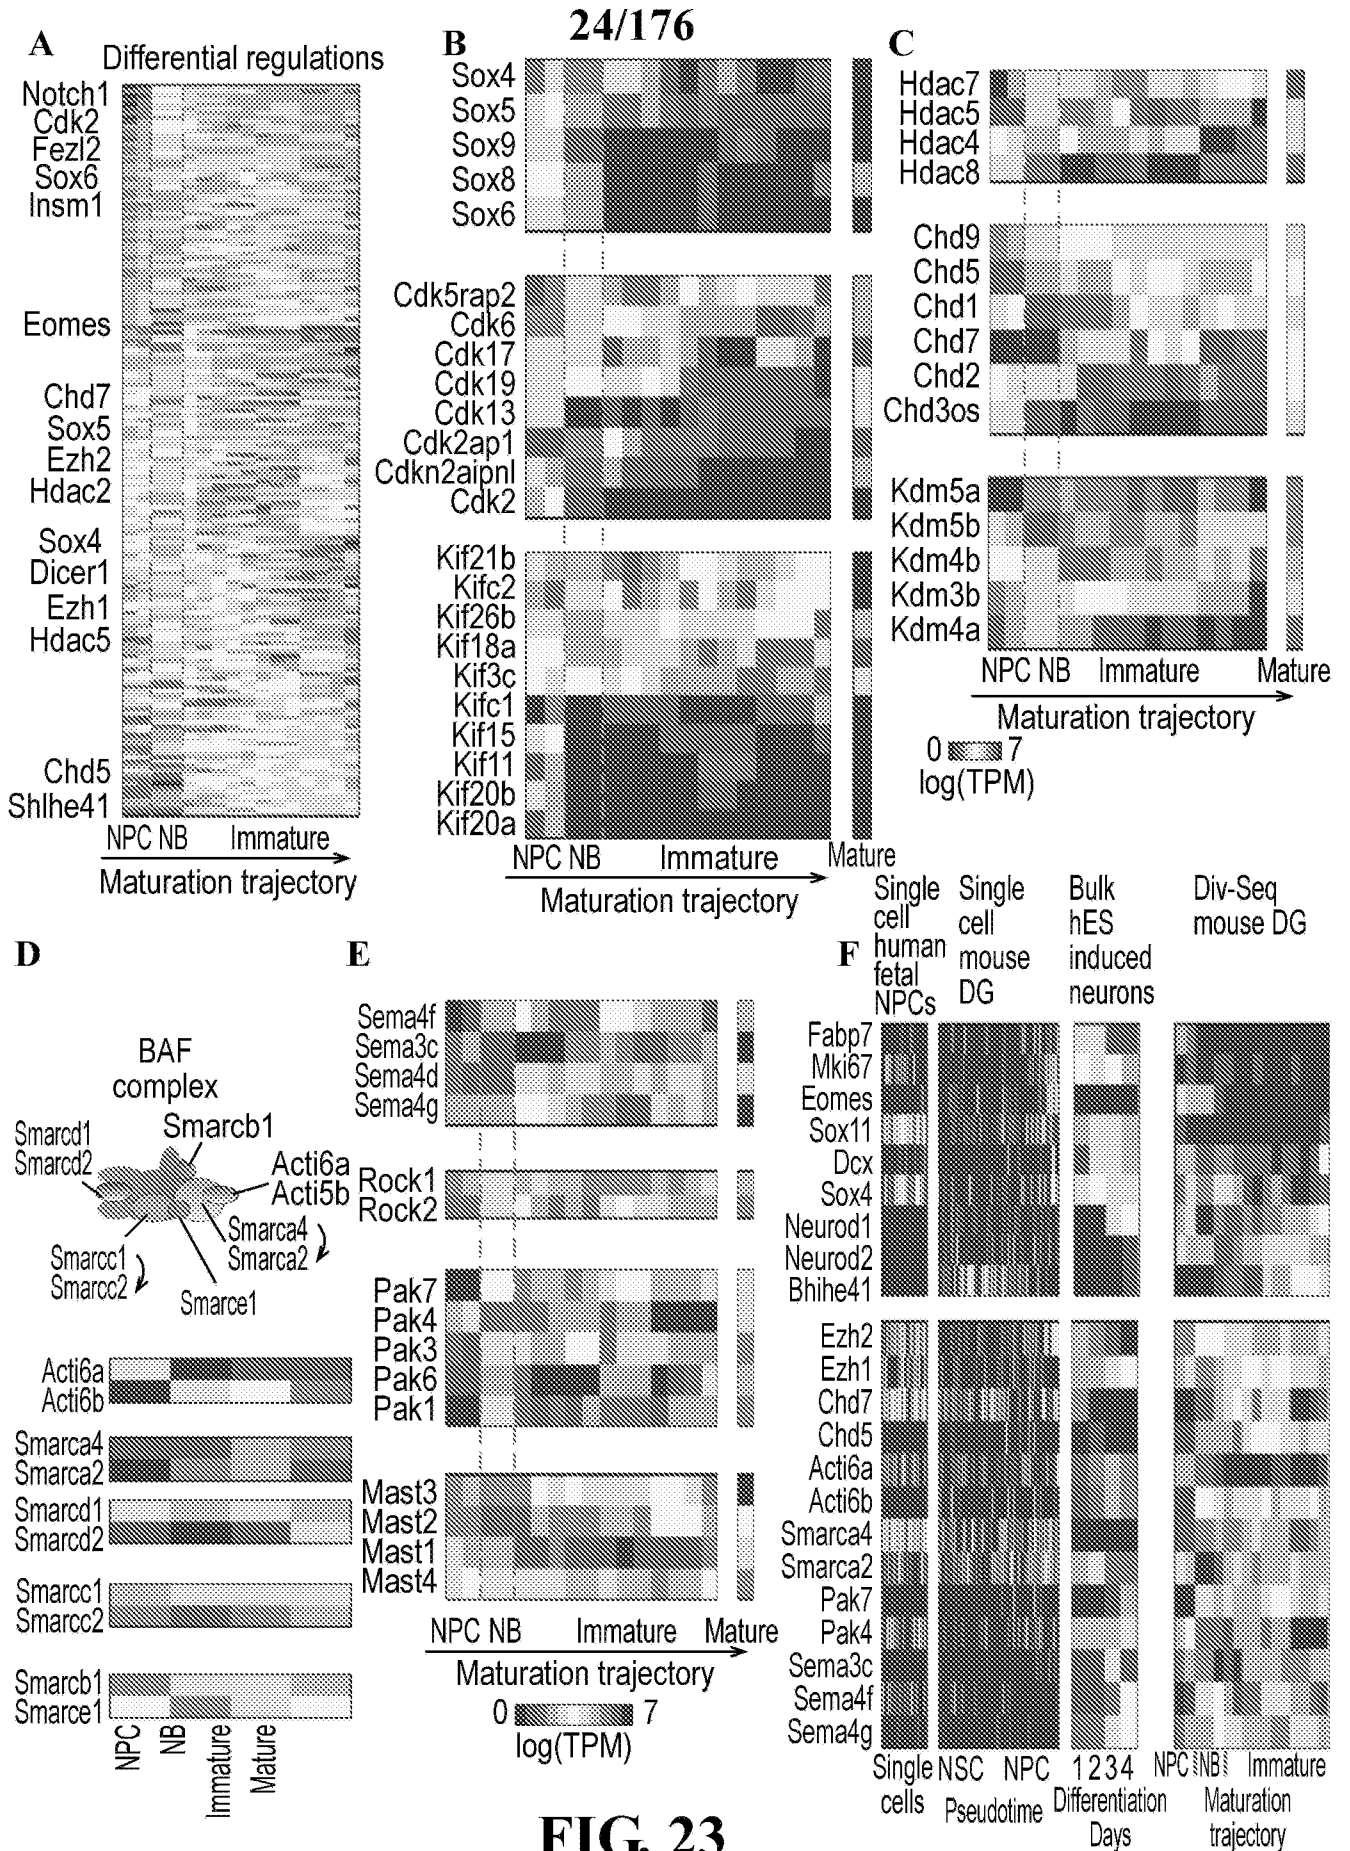 24/176
A
Differential regulations
Notch1
Cdk2
Fezl2
Sox6
Insm1
Eomes
Chd7
Sox5
Ezh2
Hdac2
Sox4
Dicer1
Ezh1
Hdac5
Chd5
Shlhe41
NPC NB Immature
Maturation trajectory
B
Sox4
Sox5
Sox9
Sox8
Sox6
Cdk5rap2
Cdk6
Cdk17
Cdk19
Cdk13
Cdk2ap1
Cdkn2aipnl
Cdk2
Kif21b
Kifc2
Kif26b
Kif18a
Kif3c
Kifc1
Kif15
Kif11
Kif20b
Kif20a
NPC NB Immature Mature
Maturation trajectory
C
Hdac7
Hdac5
Hdac4
Hdac8
Chd9
Chd5
Chd1
Chd7
Chd2
Chd3os
Kdm5a
Kdm5b
Kdm4b
Kdm3b
Kdm4a
NPC NB Immature Mature
Maturation trajectory
0 7
log(TPM)
D
BAF
complex
Smarcb1
Smarcd1
Smarcd2
Acti6a
Acti5b
Smarca4
Smarca2
Smarcc1
Smarcc2
Smarce1
Acti6a
Acti6b
Smarca4
Smarca2
Smarcd1
Smarcd2
Smarcc1
Smarcc2
Smarcb1
Smarce1
NPC
NB
Immature
Mature
E
Sema4f
Sema3c
Sema4d
Sema4g
Rock1
Rock2
Pak7
Pak4
Pak3
Pak6
Pak1
Mast3
Mast2
Mast1
Mast4
NPC NB Immature Mature
Maturation trajectory
0 7
log(TPM)
F
Single
cell
human
fetal
NPCs
Single
cell
mouse
DG
Bulk
hES
induced
neurons
Div-Seq
mouse DG
Fabp7
Mki67
Eomes
Sox11
Dcx
Sox4
Neurod1
Neurod2
Bhihe41
Ezh2
Ezh1
Chd7
Chd5
Acti6a
Acti6b
Smarca4
Smarca2
Pak7
Pak4
Sema3c
Sema4f
Sema4g
Single
cells
NSC NPC
Pseudotime
1 2 3 4
Differentiation
Days
NPC NB Immature
Maturation
trajectory
FIG. 23